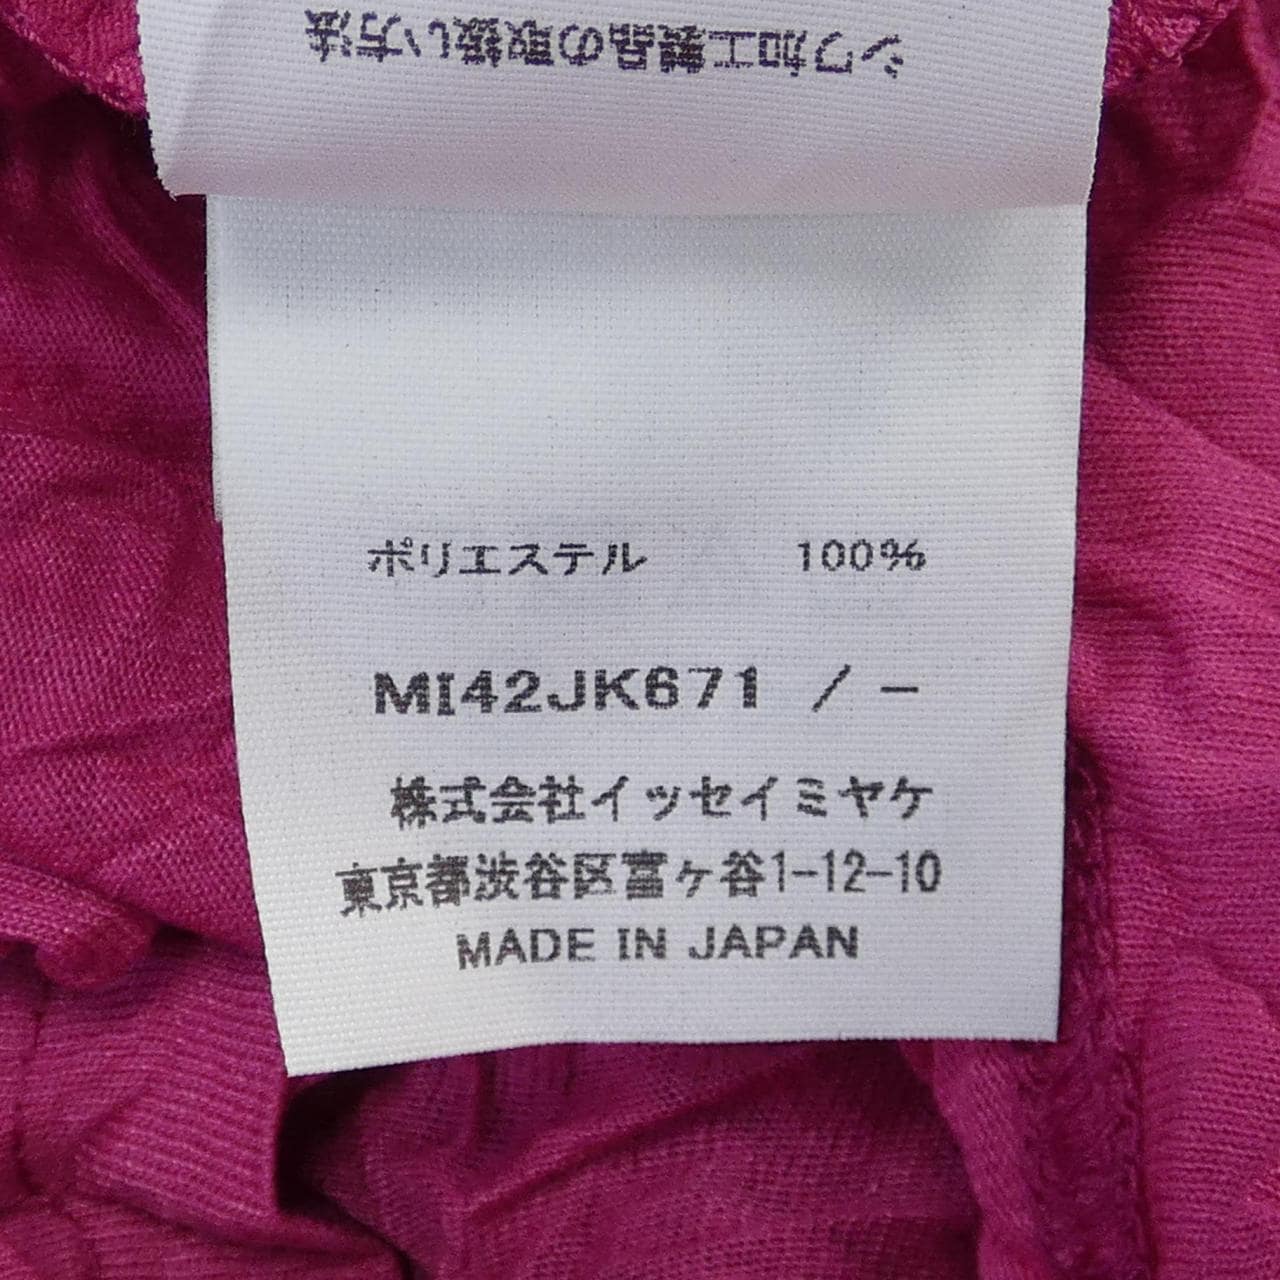 シワ加工製品の取扱い方法
ポリエステル 100%
MI42JK671 / -
株式会社イッセイミヤケ
東京都渋谷区富ヶ谷1-12-10
MADE IN JAPAN